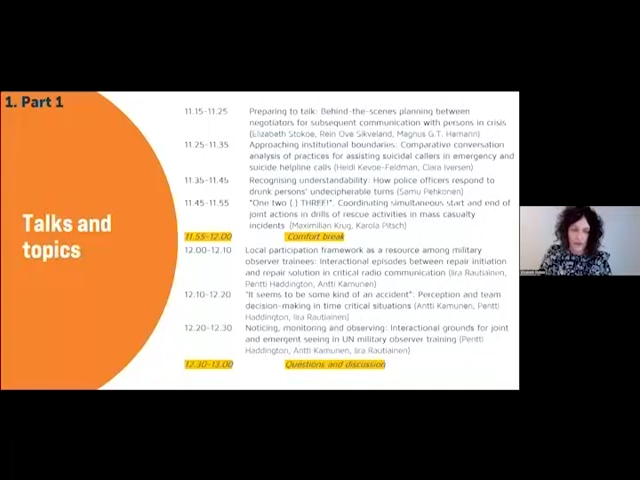 1. Part 1
Talks and
topics
11.15-11.25 Preparing to talk: Behind-the-scenes planning between
negotiators for subsequent communication with persons in crisis
(Elizabeth Stokoe, Rein Ove Sikveland, Magnus G.T. Hamann)
11.25-11.35 Approaching institutional boundaries: Comparative conversation
analysis of practices for assisting suicidal callers in emergency and
suicide helpline calls (Heidi Kevoe-Feldman, Clara Iversen)
11.35-11.45 Recognising understandability: How police officers respond to
drunk persons' undecipherable turns (Samu Pehkonen)
11.45-11.55 "One two (.) THREE!". Coordinating simultaneous start and end of
joint actions in drills of rescue activities in mass casualty
incidents (Maximilian Krug, Karola Pitsch)
11.55-12.00 Comfort break
12.00-12.10 Local participation framework as a resource among military
observer trainees: Interactional episodes between repair initiation
and repair solution in critical radio communication (Iira Rautiainen,
Pentti Haddington, Antti Kamunen)
12.10-12.20 "It seems to be some kind of an accident": Perception and team
decision-making in time critical situations (Antti Kamunen, Pentti
Haddington, Iira Rautiainen)
12.20-12.30 Noticing, monitoring and observing: Interactional grounds for joint
and emergent seeing in UN military observer training (Pentti
Haddington, Antti Kamunen, Iira Rautiainen)
12.30-13.00 Questions and discussion